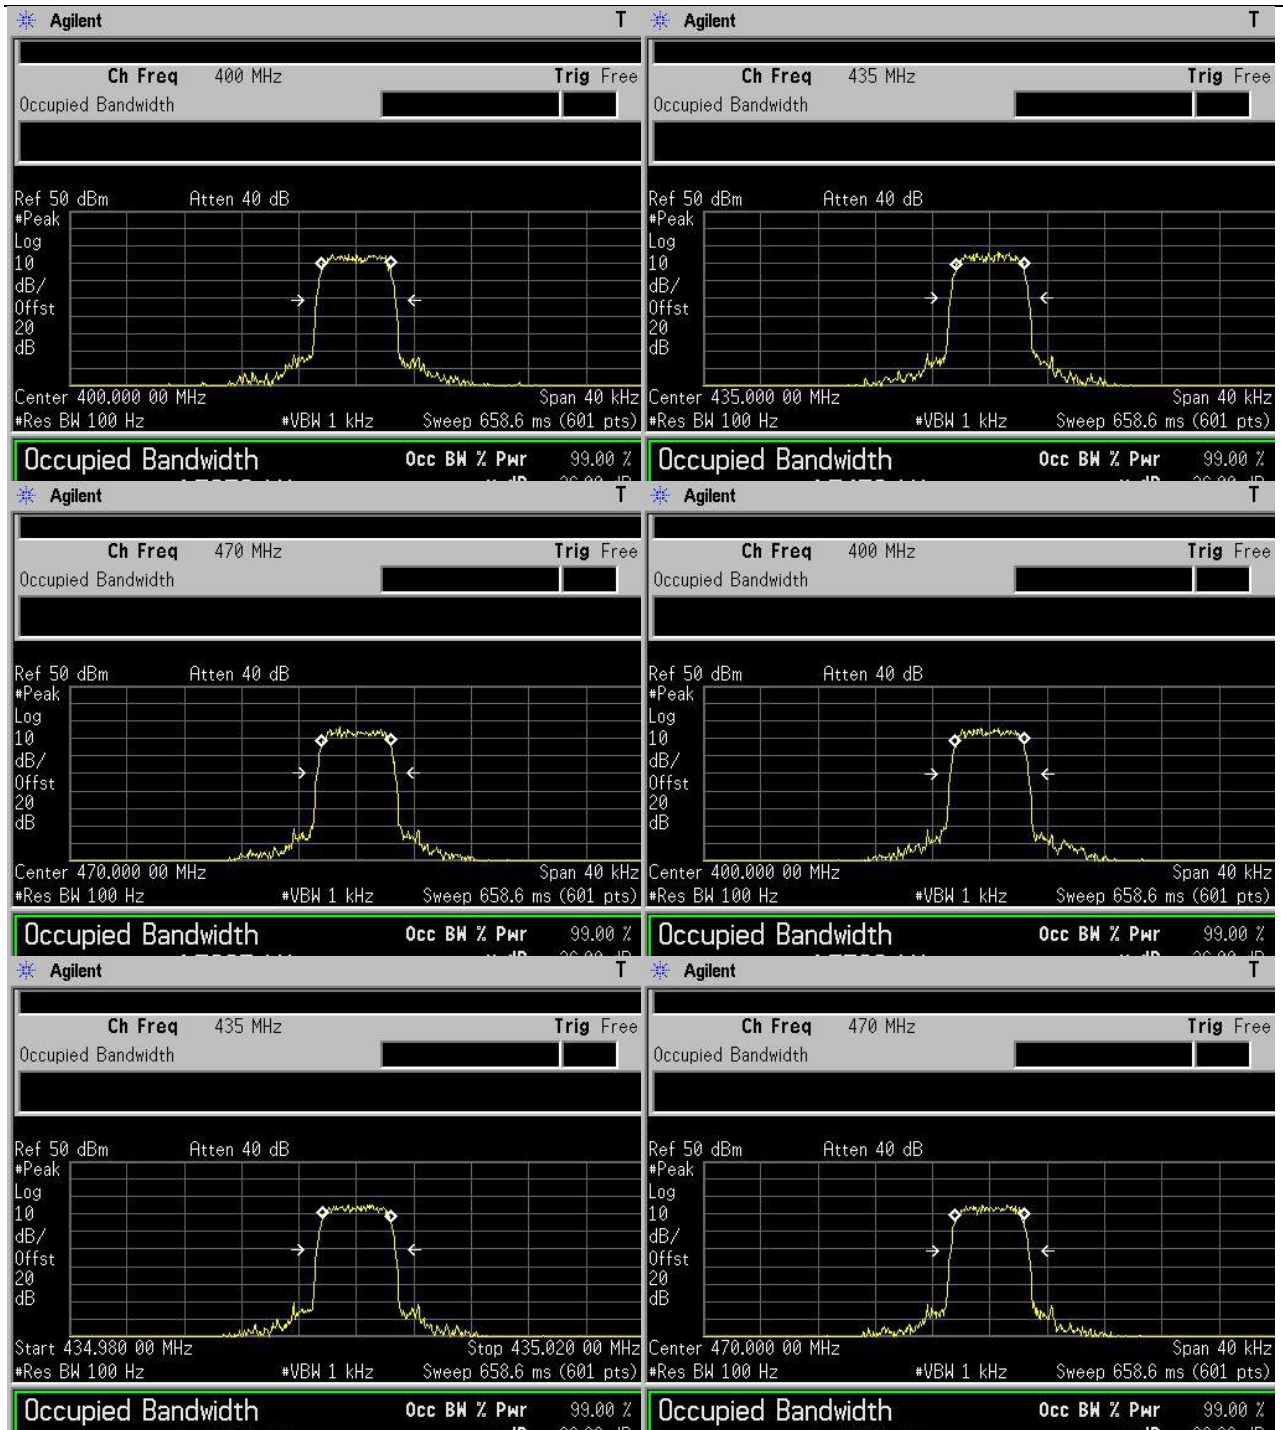 Agilent T
Ch Freq 400 MHz Trig Free
Occupied Bandwidth
Ref 50 dBm Atten 40 dB
#Peak
Log
10
dB/
Offst
20
dB
Center 400.000 00 MHz Span 40 kHz
#Res BW 100 Hz #VBW 1 kHz Sweep 658.6 ms (601 pts)
Occupied Bandwidth Occ BW % Pwr 99.00 %
Agilent T
Ch Freq 435 MHz Trig Free
Occupied Bandwidth
Ref 50 dBm Atten 40 dB
#Peak
Log
10
dB/
Offst
20
dB
Center 435.000 00 MHz Span 40 kHz
#Res BW 100 Hz #VBW 1 kHz Sweep 658.6 ms (601 pts)
Occupied Bandwidth Occ BW % Pwr 99.00 %
Agilent T
Ch Freq 470 MHz Trig Free
Occupied Bandwidth
Ref 50 dBm Atten 40 dB
#Peak
Log
10
dB/
Offst
20
dB
Center 470.000 00 MHz Span 40 kHz
#Res BW 100 Hz #VBW 1 kHz Sweep 658.6 ms (601 pts)
Occupied Bandwidth Occ BW % Pwr 99.00 %
Agilent T
Ch Freq 400 MHz Trig Free
Occupied Bandwidth
Ref 50 dBm Atten 40 dB
#Peak
Log
10
dB/
Offst
20
dB
Center 400.000 00 MHz Span 40 kHz
#Res BW 100 Hz #VBW 1 kHz Sweep 658.6 ms (601 pts)
Occupied Bandwidth Occ BW % Pwr 99.00 %
Agilent T
Ch Freq 435 MHz Trig Free
Occupied Bandwidth
Ref 50 dBm Atten 40 dB
#Peak
Log
10
dB/
Offst
20
dB
Start 434.980 00 MHz Stop 435.020 00 MHz
#Res BW 100 Hz #VBW 1 kHz Sweep 658.6 ms (601 pts)
Occupied Bandwidth Occ BW % Pwr 99.00 %
Agilent T
Ch Freq 470 MHz Trig Free
Occupied Bandwidth
Ref 50 dBm Atten 40 dB
#Peak
Log
10
dB/
Offst
20
dB
Center 470.000 00 MHz Span 40 kHz
#Res BW 100 Hz #VBW 1 kHz Sweep 658.6 ms (601 pts)
Occupied Bandwidth Occ BW % Pwr 99.00 %